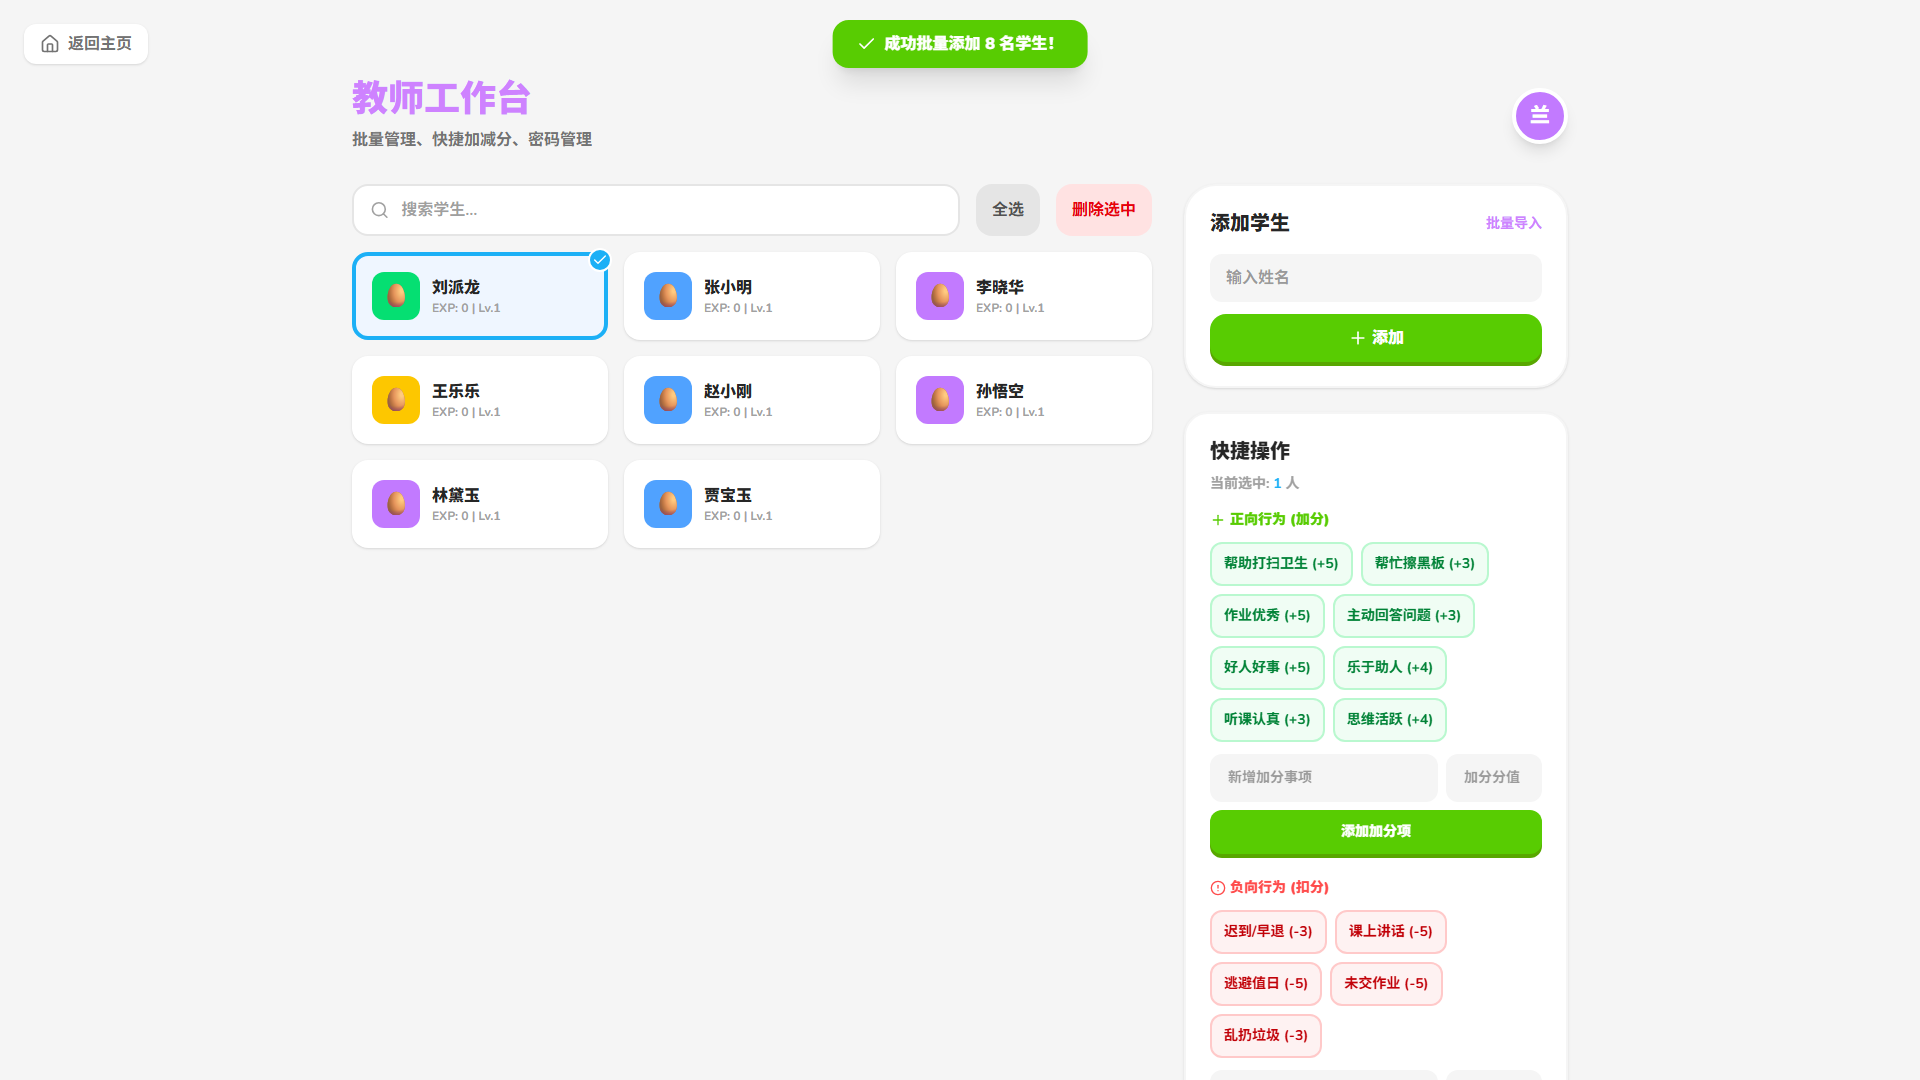 返回主页
成功批量添加 8 名学生!
教师工作台
批量管理、快捷加减分、密码管理
搜索学生...
全选
删除选中
刘派龙
EXP: 0 | Lv.1
张小明
EXP: 0 | Lv.1
李晓华
EXP: 0 | Lv.1
王乐乐
EXP: 0 | Lv.1
赵小刚
EXP: 0 | Lv.1
孙悟空
EXP: 0 | Lv.1
林黛玉
EXP: 0 | Lv.1
贾宝玉
EXP: 0 | Lv.1
添加学生
批量导入
输入姓名
添加
快捷操作
当前选中: 1 人
正向行为 (加分)
帮助打扫卫生 (+5)
帮忙擦黑板 (+3)
作业优秀 (+5)
主动回答问题 (+3)
好人好事 (+5)
乐于助人 (+4)
听课认真 (+3)
思维活跃 (+4)
新增加分事项
加分分值
添加加分项
负向行为 (扣分)
迟到/早退 (-3)
课上讲话 (-5)
逃避值日 (-5)
未交作业 (-5)
乱扔垃圾 (-3)